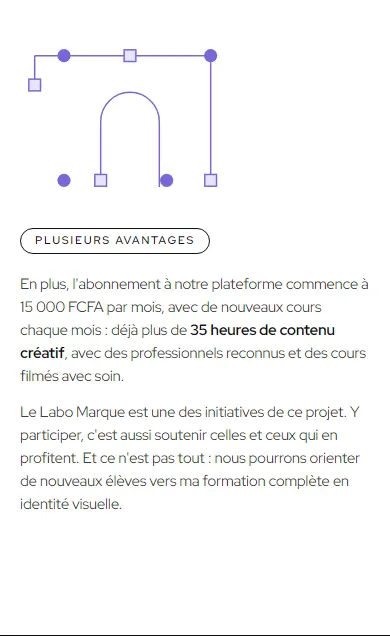 PLUSIEURS AVANTAGES
En plus, l'abonnement à notre plateforme commence à
15 000 FCFA par mois, avec de nouveaux cours
chaque mois : déjà plus de 35 heures de contenu
créatif, avec des professionnels reconnus et des cours
filmés avec soin.
Le Labo Marque est une des initiatives de ce projet. Y
participer, c'est aussi soutenir celles et ceux qui en
profitent. Et ce n'est pas tout : nous pourrons orienter
de nouveaux élèves vers ma formation complète en
identité visuelle.